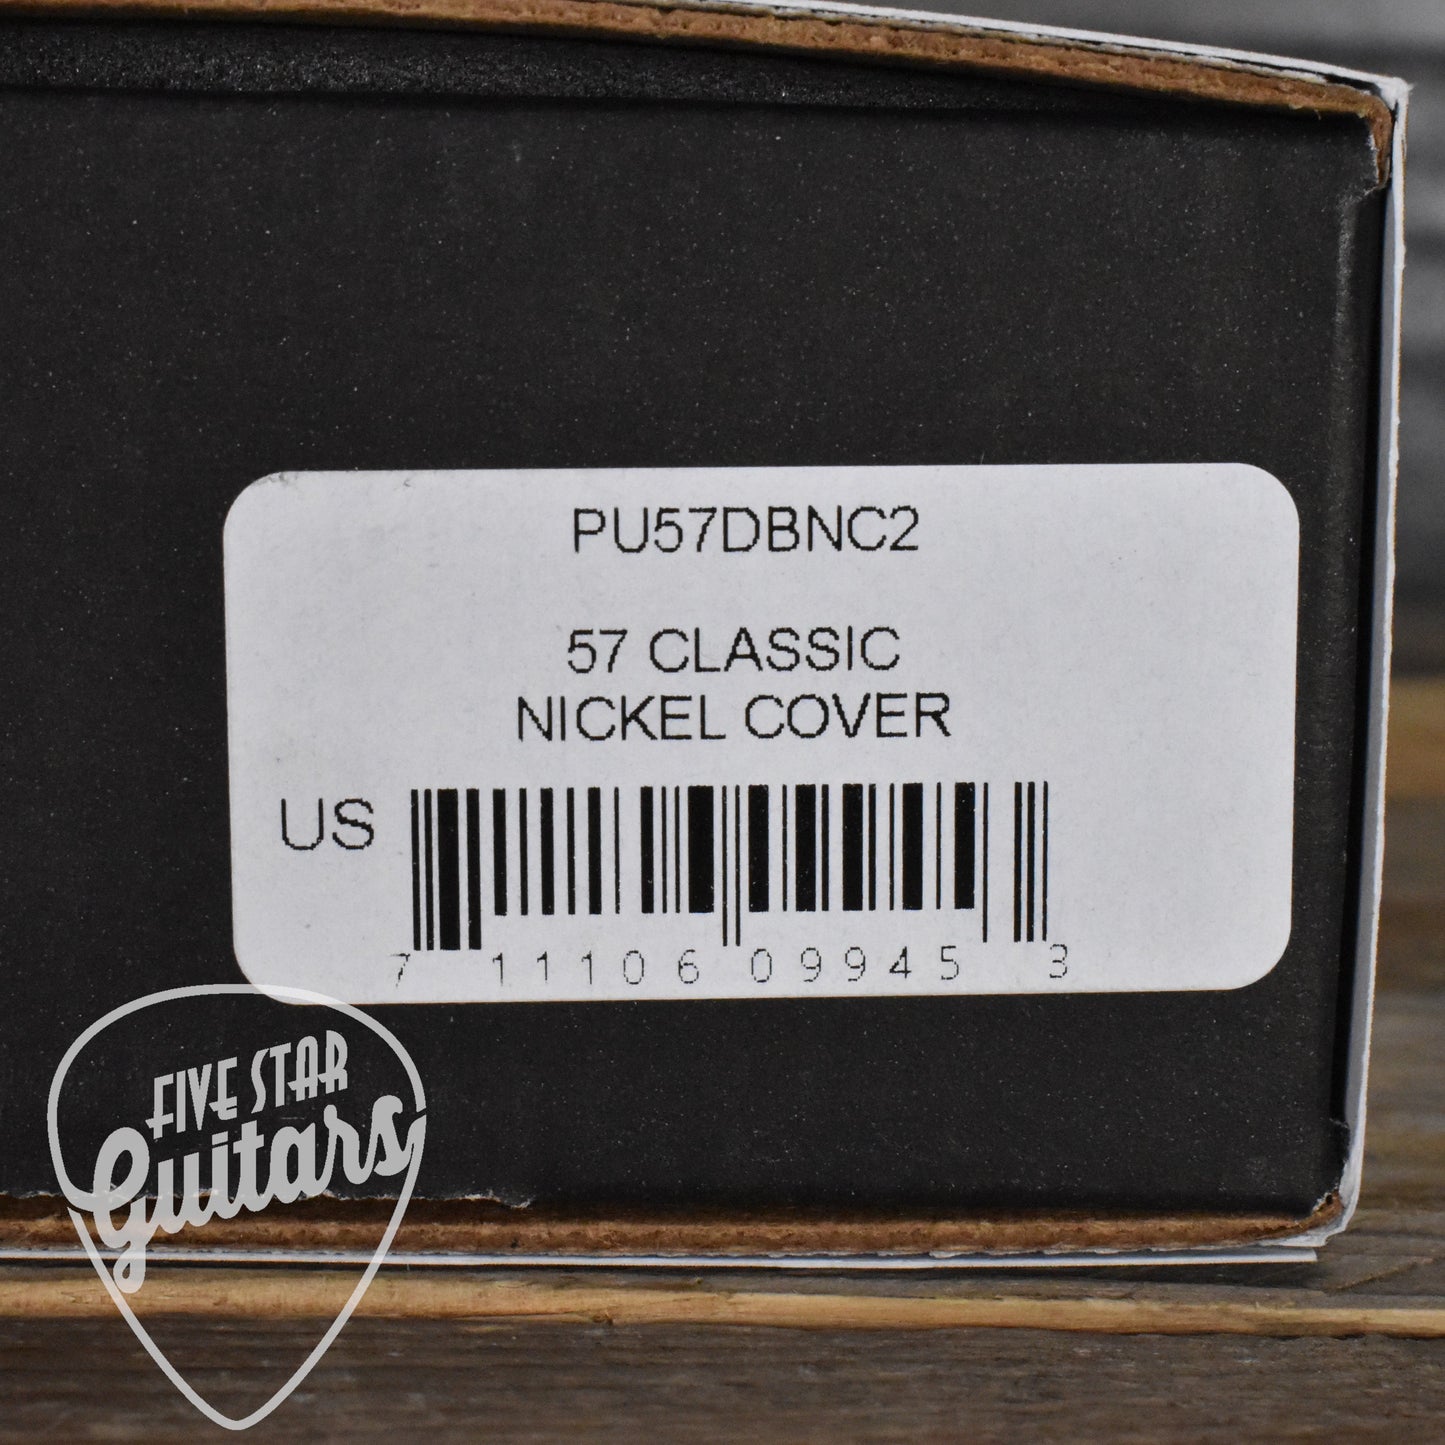 PU57DBNC2
57 CLASSIC
NICKEL COVER
US
7 11106 09945 3
FIVE STAR
Guitars